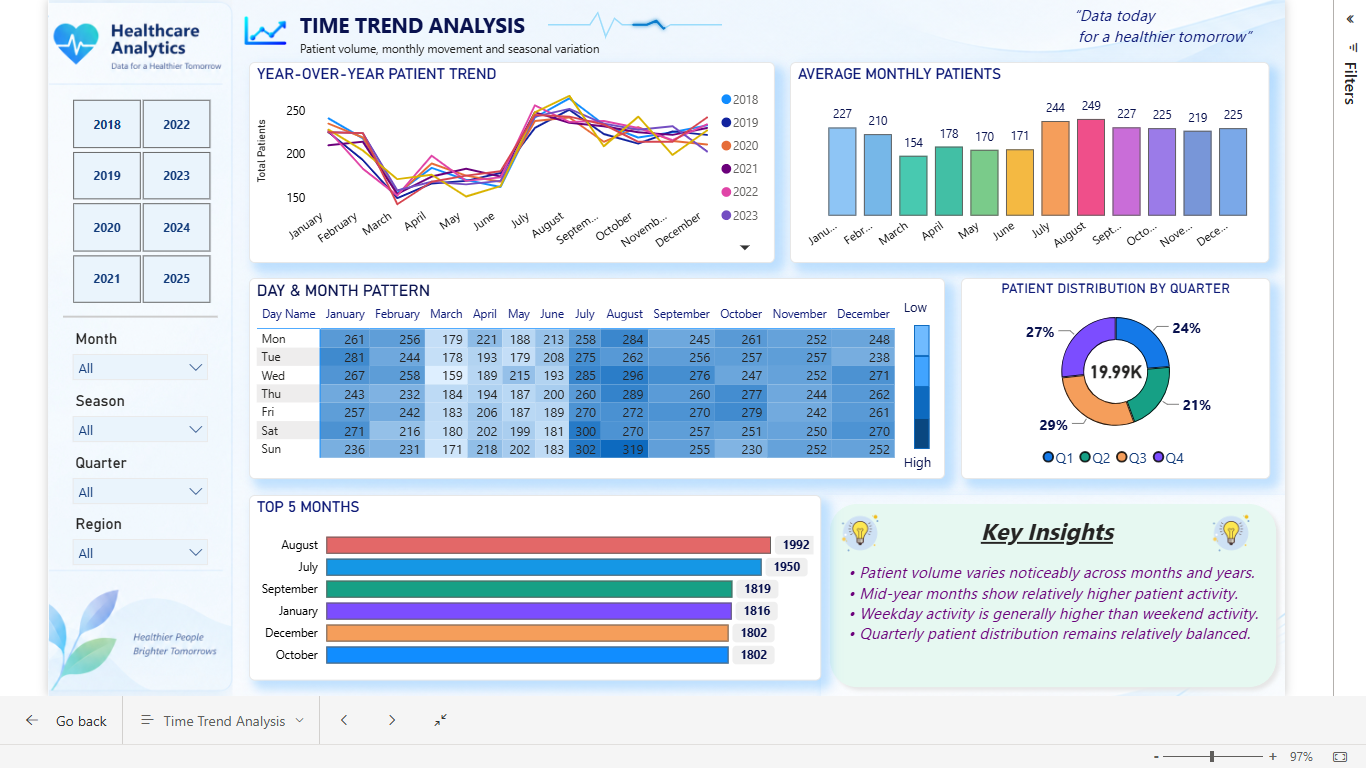 Healthcare
Analytics
Data for a Healthier Tomorrow
2018 2022
2019 2023
2020 2024
2021 2025
Month
All
Season
All
Quarter
All
Region
All
Healthier People
Brighter Tomorrows
TIME TREND ANALYSIS
Patient volume, monthly movement and seasonal variation
"Data today
for a healthier tomorrow"
YEAR-OVER-YEAR PATIENT TREND
Total Patients
250
200
150
January February March April May June July August Septem... October Novemb... December
2018
2019
2020
2021
2022
2023
AVERAGE MONTHLY PATIENTS
227 210 154 178 170 171 244 249 227 225 219 225
Janu... Febr... March April May June July August Sept... Octo... Nove... Dece...
DAY & MONTH PATTERN
Day Name January February March April May June July August September October November December
Mon 261 256 179 221 188 213 258 284 245 261 252 248
Tue 281 244 178 193 179 208 275 262 256 257 257 238
Wed 267 258 159 189 215 193 285 296 276 247 252 271
Thu 243 232 184 194 187 200 260 289 260 277 244 262
Fri 257 242 183 206 187 189 270 272 270 279 242 261
Sat 271 216 180 202 199 181 300 270 257 251 250 270
Sun 236 231 171 218 202 183 302 319 255 230 252 252
Low
High
PATIENT DISTRIBUTION BY QUARTER
27% 24%
19.99K
29% 21%
Q1 Q2 Q3 Q4
TOP 5 MONTHS
August 1992
July 1950
September 1819
January 1816
December 1802
October 1802
Key Insights
• Patient volume varies noticeably across months and years.
• Mid-year months show relatively higher patient activity.
• Weekday activity is generally higher than weekend activity.
• Quarterly patient distribution remains relatively balanced.
Filters
Go back
Time Trend Analysis
- + 97%